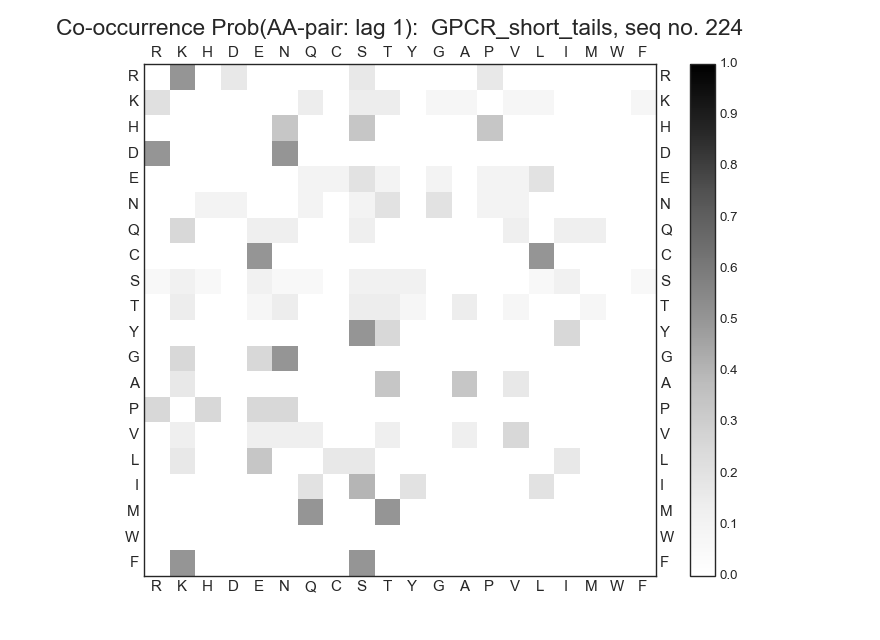 Co-occurrence Prob(AA-pair: lag 1):  GPCR_short_tails, seq no. 224
R K H D E N Q C S T Y G A P V L I M W F
R R 1.0
K K 0.9
H H
D D 0.8
E E
N N 0.7
Q Q 0.6
C C
S S 0.5
T T
Y Y
G G 0.4
A A
P P 0.3
V V
L L 0.2
I I
M M 0.1
W W
F F 0.0
R K H D E N Q C S T Y G A P V L I M W F